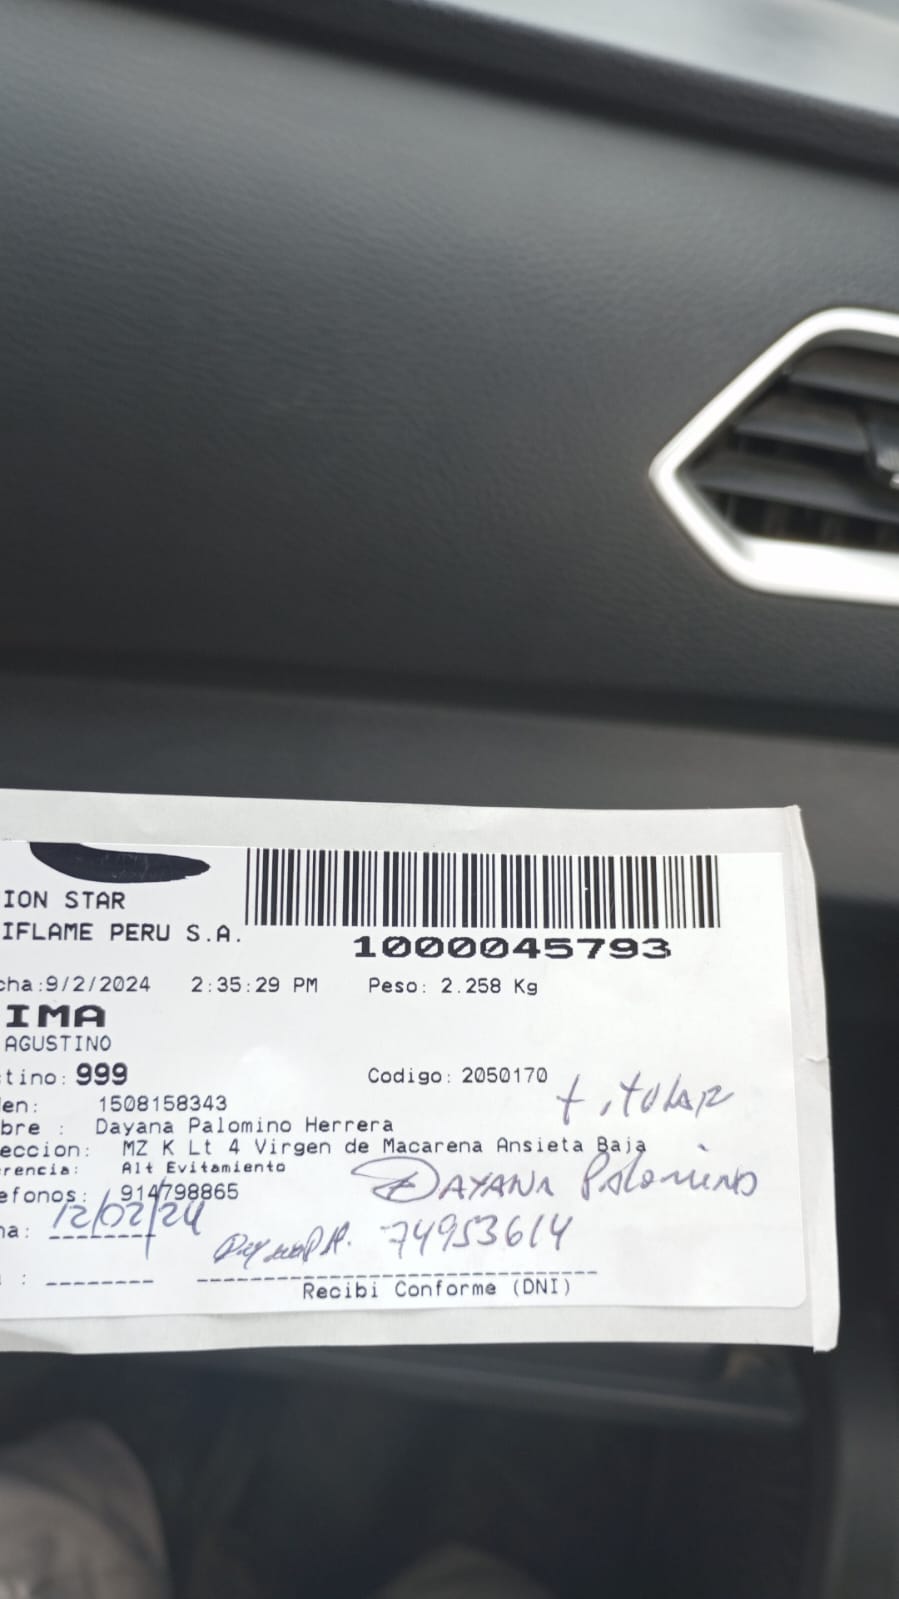 ION STAR
IFLAME PERU S.A.
1000045793
cha:9/2/2024 2:35:29 PM Peso: 2.258 Kg
IMA
AGUSTINO
tino: 999 Codigo: 2050170
den: 1508158343
titular
bre : Dayana Palomino Herrera
eccion: MZ K Lt 4 Virgen de Macarena Ansieta Baja
erencia: Alt Evitamiento
DAYANA Palomino
efonos: 914798865
ha: 12/02/24
74953614
: --------
Recibi Conforme (DNI)